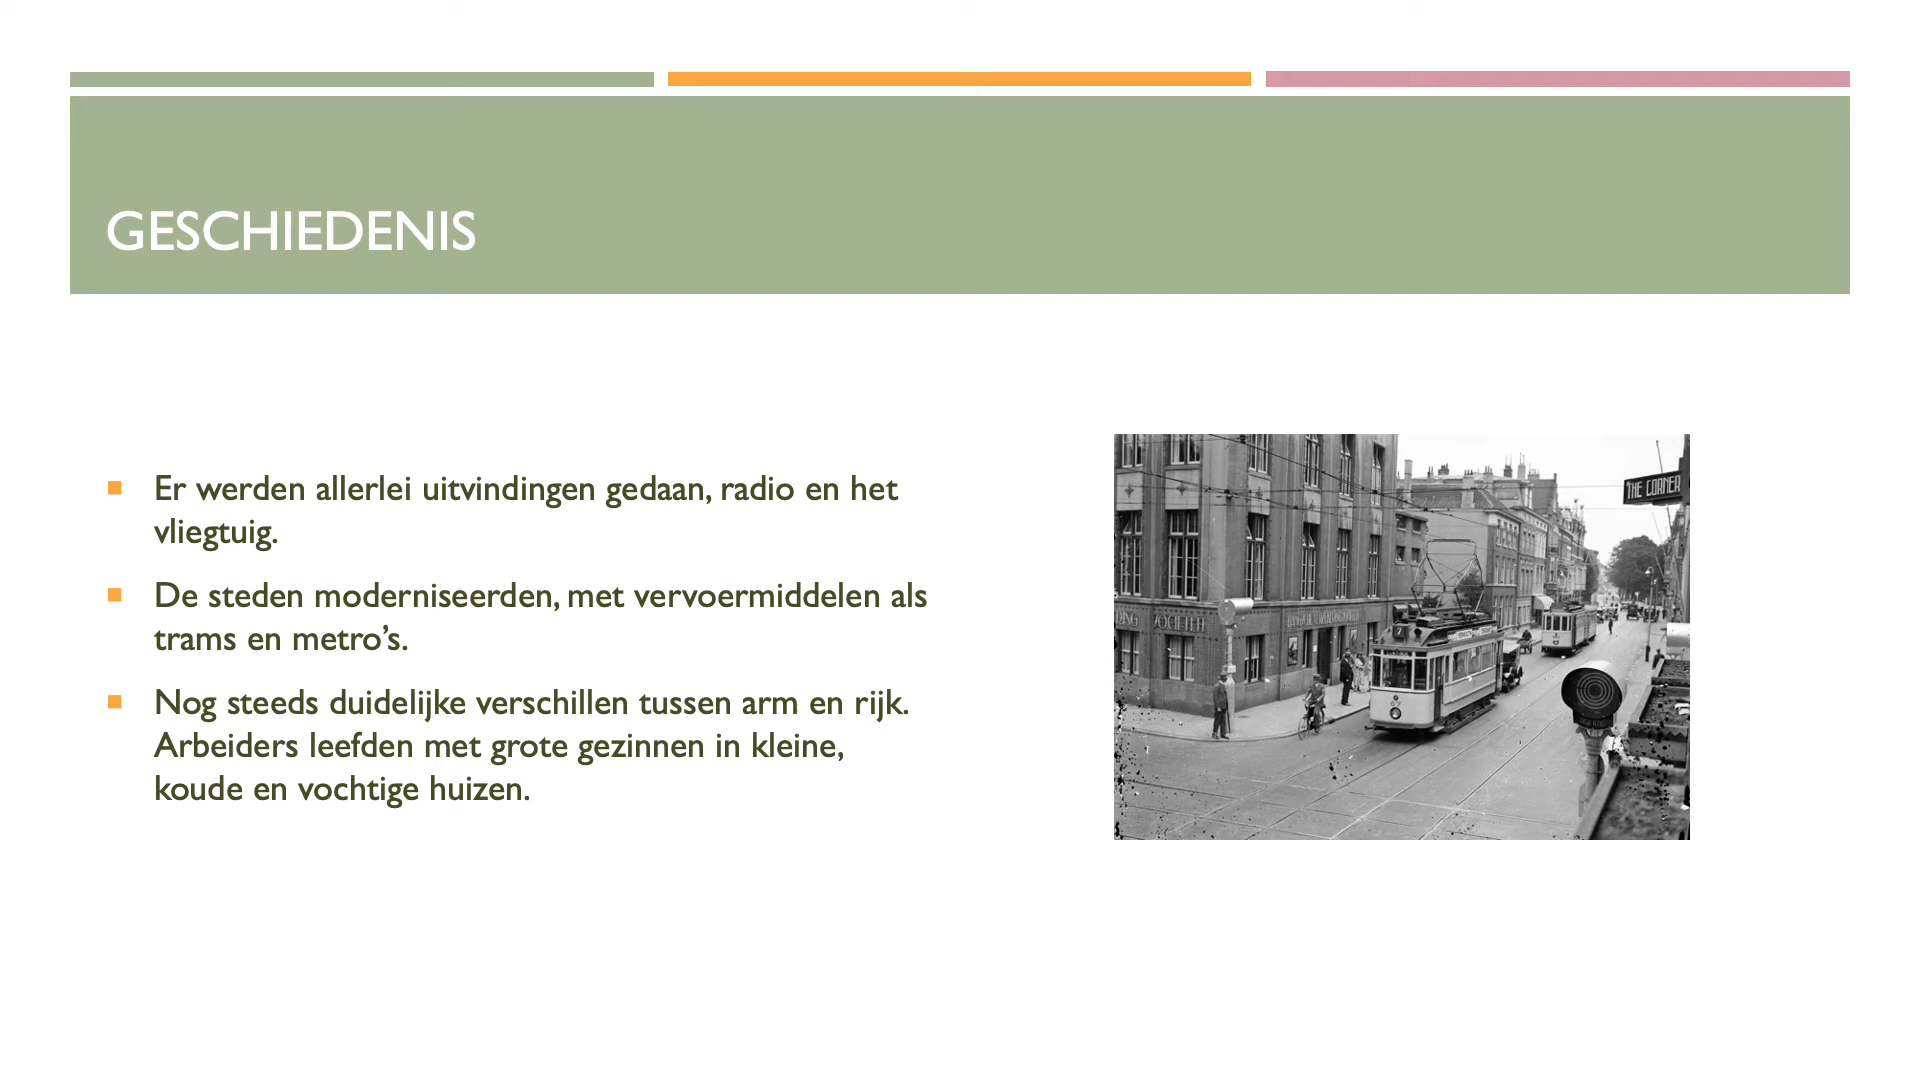 GESCHIEDENIS
Er werden allerlei uitvindingen gedaan, radio en het
vliegtuig.
De steden moderniseerden, met vervoermiddelen als
trams en metro’s.
Nog steeds duidelijke verschillen tussen arm en rijk.
Arbeiders leefden met grote gezinnen in kleine,
koude en vochtige huizen.
THE CORNER
7